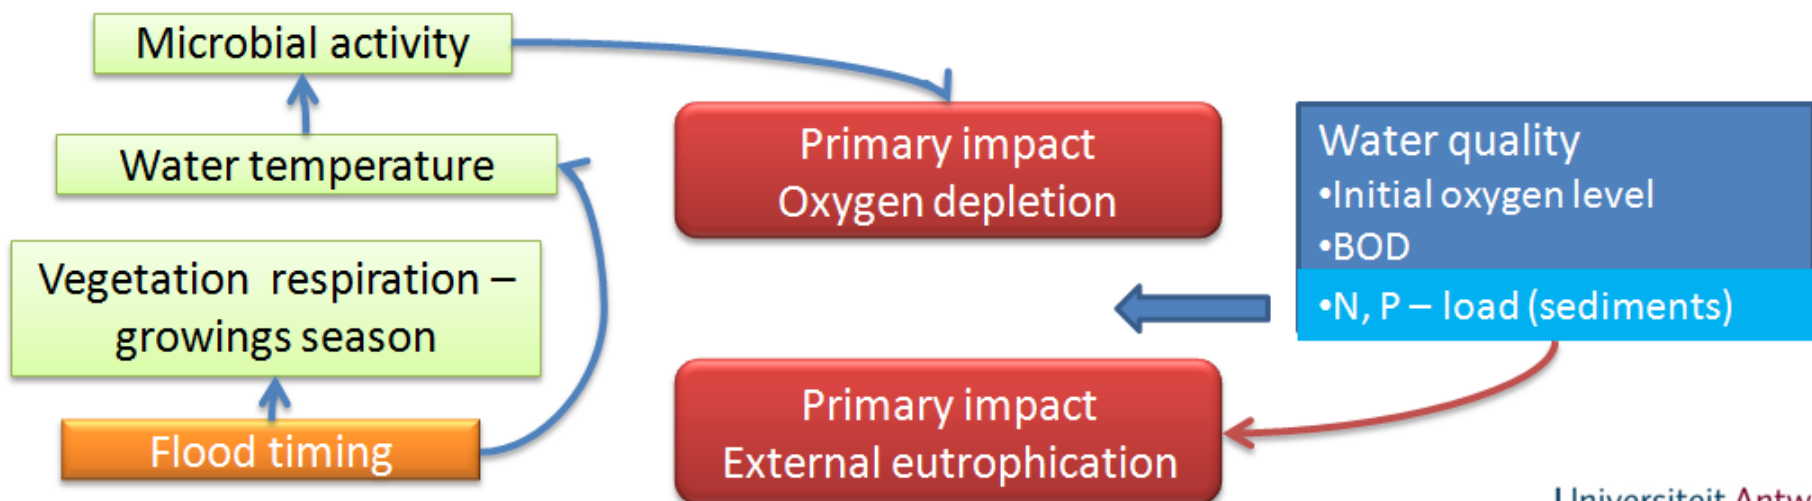 Microbial activity
Water temperature
Vegetation respiration –
growings season
Flood timing
Primary impact
Oxygen depletion
Primary impact
External eutrophication
Water quality
•Initial oxygen level
•BOD
•N, P – load (sediments)
Universiteit